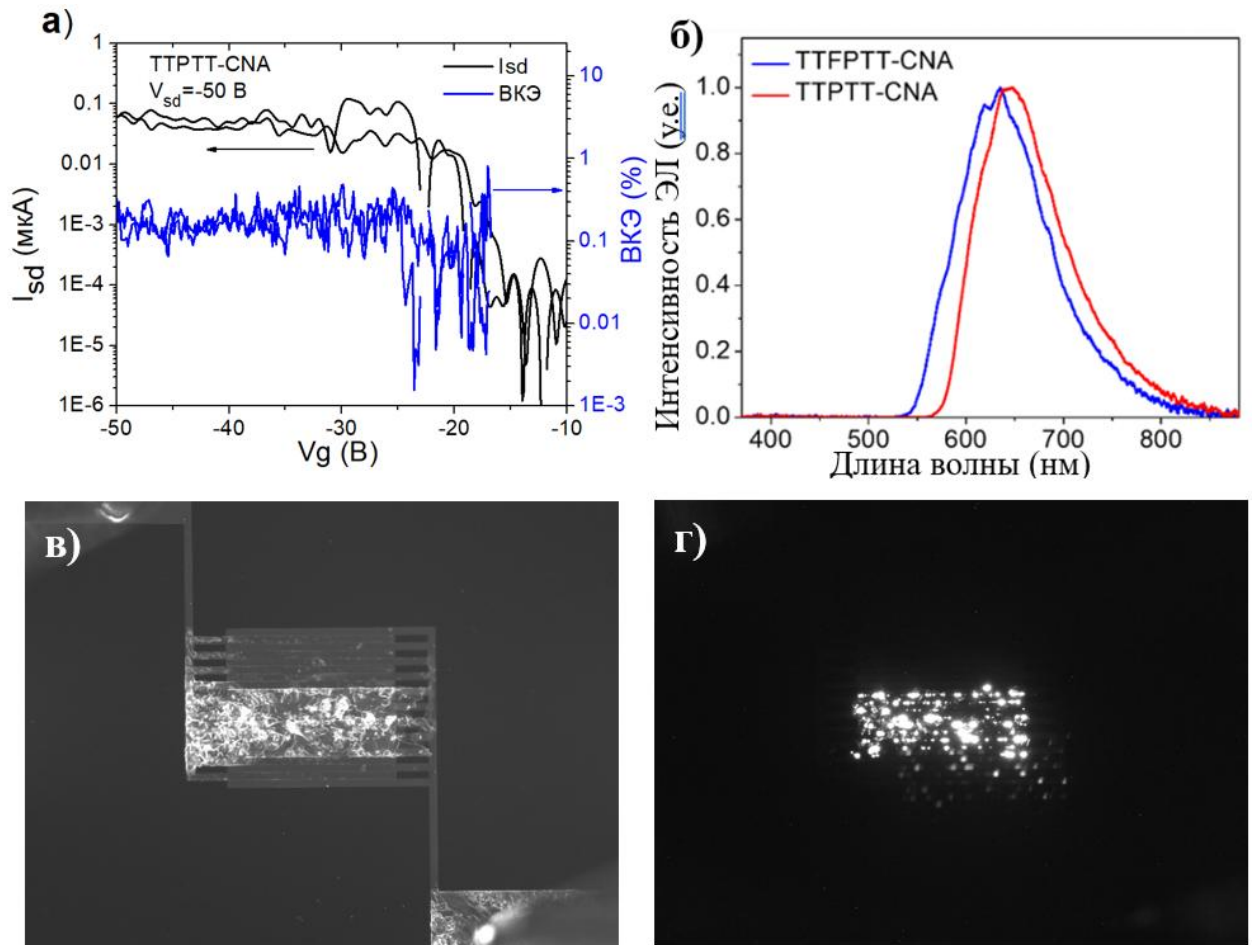 а)
TTPTT-CNA
V_sd=-50 В
Isd
ВКЭ
1
0.1
0.01
1E-3
1E-4
1E-5
1E-6
I_sd (мкА)
10
1
0.1
0.01
1E-3
ВКЭ (%)
-50
-40
-30
-20
-10
Vg (В)
б)
TTFPTT-CNA
TTPTT-CNA
1.0
0.8
0.6
0.4
0.2
0.0
Интенсивность ЭЛ (у.е.)
400
500
600
700
800
Длина волны (нм)
в)
г)